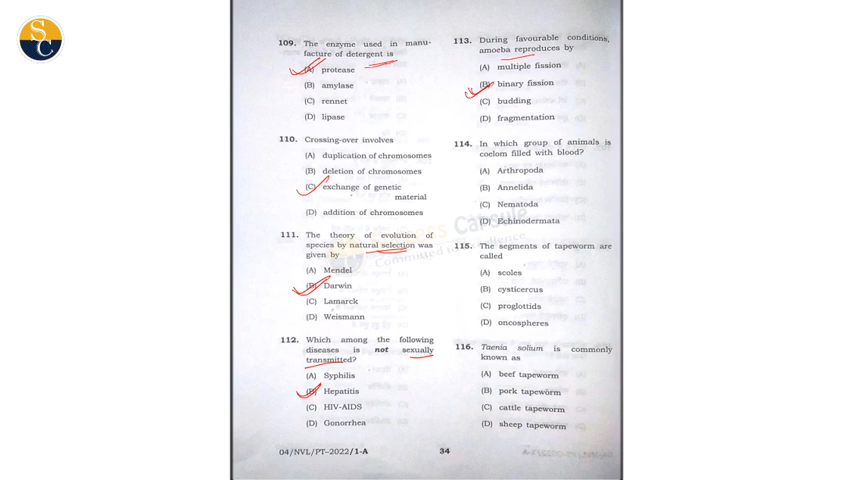 SC
109. The enzyme used in manu-
facture of detergent is
(A) protease
(B) amylase
(C) rennet
(D) lipase
110. Crossing-over involves
(A) duplication of chromosomes
(B) deletion of chromosomes
(C) exchange of genetic
material
(D) addition of chromosomes
111. The theory of evolution of
species by natural selection was
given by
(A) Mendel
(B) Darwin
(C) Lamarck
(D) Weismann
112. Which among the following
diseases is not sexually
transmitted?
(A) Syphilis
(B) Hepatitis
(C) HIV-AIDS
(D) Gonorrhea
04/NVL/PT-2022/1-A
34
113. During favourable conditions,
amoeba reproduces by
(A) multiple fission
(B) binary fission
(C) budding
(D) fragmentation
114. In which group of animals is
coelom filled with blood?
(A) Arthropoda
(B) Annelida
(C) Nematoda
(D) Echinodermata
115. The segments of tapeworm are
called
(A) scoles
(B) cysticercus
(C) proglottids
(D) oncospheres
116. Taenia solium is commonly
known as
(A) beef tapeworm
(B) pork tapeworm
(C) cattle tapeworm
(D) sheep tapeworm
Capsule
Committed to Excellence